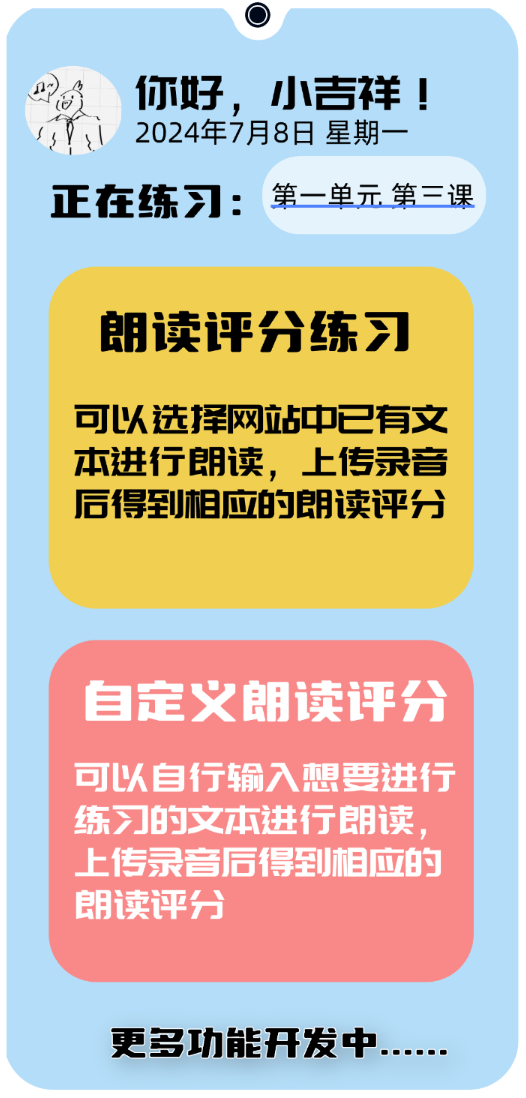 你好，小吉祥！
2024年7月8日 星期一
正在练习：
第一单元 第三课
朗读评分练习
可以选择网站中已有文
本进行朗读，上传录音
后得到相应的朗读评分
自定义朗读评分
可以自行输入想要进行
练习的文本进行朗读，
上传录音后得到相应的
朗读评分
更多功能开发中......